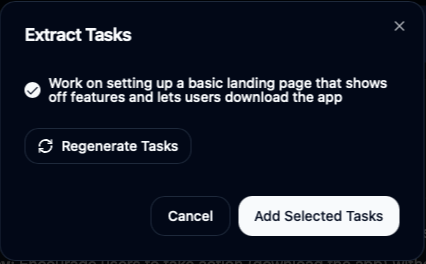 Extract Tasks
Work on setting up a basic landing page that shows
off features and lets users download the app
Regenerate Tasks
Cancel
Add Selected Tasks